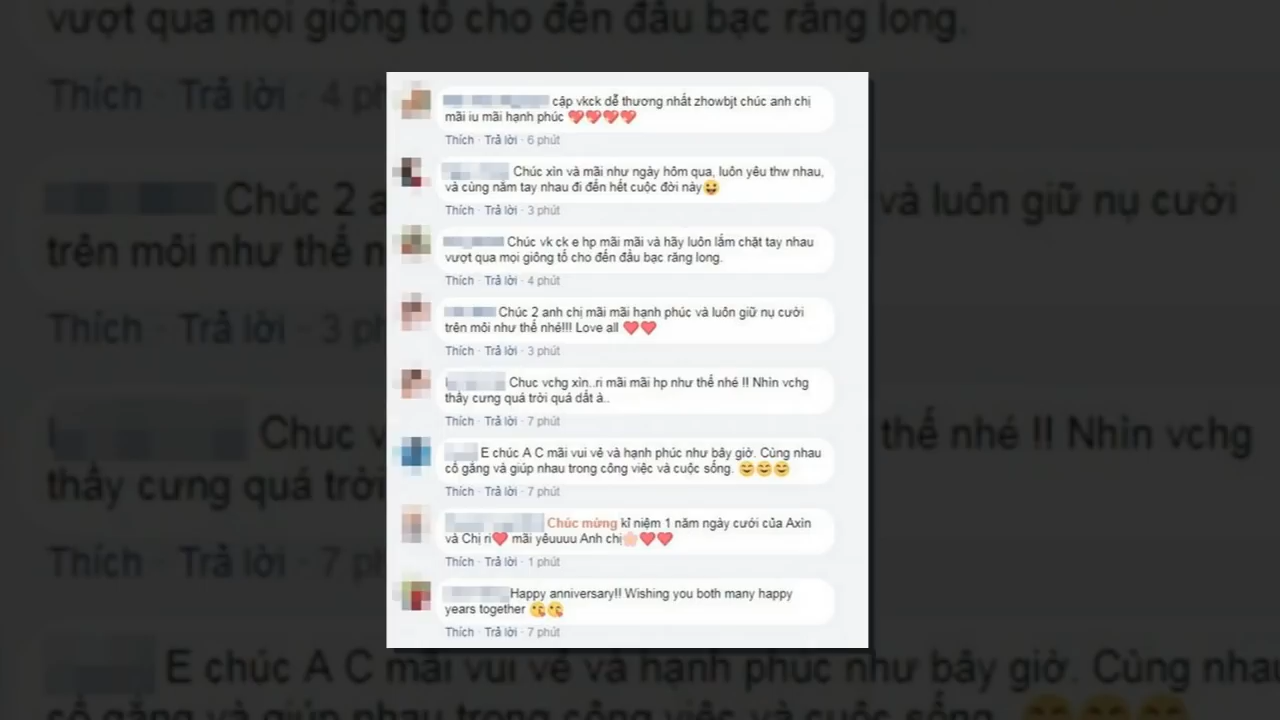 cặp vkck dễ thương nhất zhowbjt chúc anh chị
mãi iu mãi hạnh phúc 💖💖💖💖
Thích · Trả lời · 6 phút
Chúc xìn và mãi như ngày hôm qua, luôn yêu thw nhau,
và cùng nắm tay nhau đi đến hết cuộc đời này😝
Thích · Trả lời · 3 phút
Chúc vk ck e hp mãi mãi và hãy luôn lắm chặt tay nhau
vượt qua mọi giông tố cho đến đầu bạc răng long.
Thích · Trả lời · 4 phút
Chúc 2 anh chị mãi mãi hạnh phúc và luôn giữ nụ cười
trên môi như thế nhé!!! Love all ❤❤
Thích · Trả lời · 3 phút
Chuc vchg xìn..ri mãi mãi hp như thế nhé !! Nhìn vchg
thấy cưng quá trời quá dất à..
Thích · Trả lời · 7 phút
E chúc A C mãi vui vẻ và hạnh phúc như bây giờ. Cùng nhau
cố gắng và giúp nhau trong công việc và cuộc sống. 😄😄😄
Thích · Trả lời · 7 phút
Chúc mừng kỉ niệm 1 năm ngày cưới của Axin
và Chị ri❤ mãi yêuuuu Anh chị🌸❤❤
Thích · Trả lời · 1 phút
Happy anniversary!! Wishing you both many happy
years together 😘😘
Thích · Trả lời · 7 phút